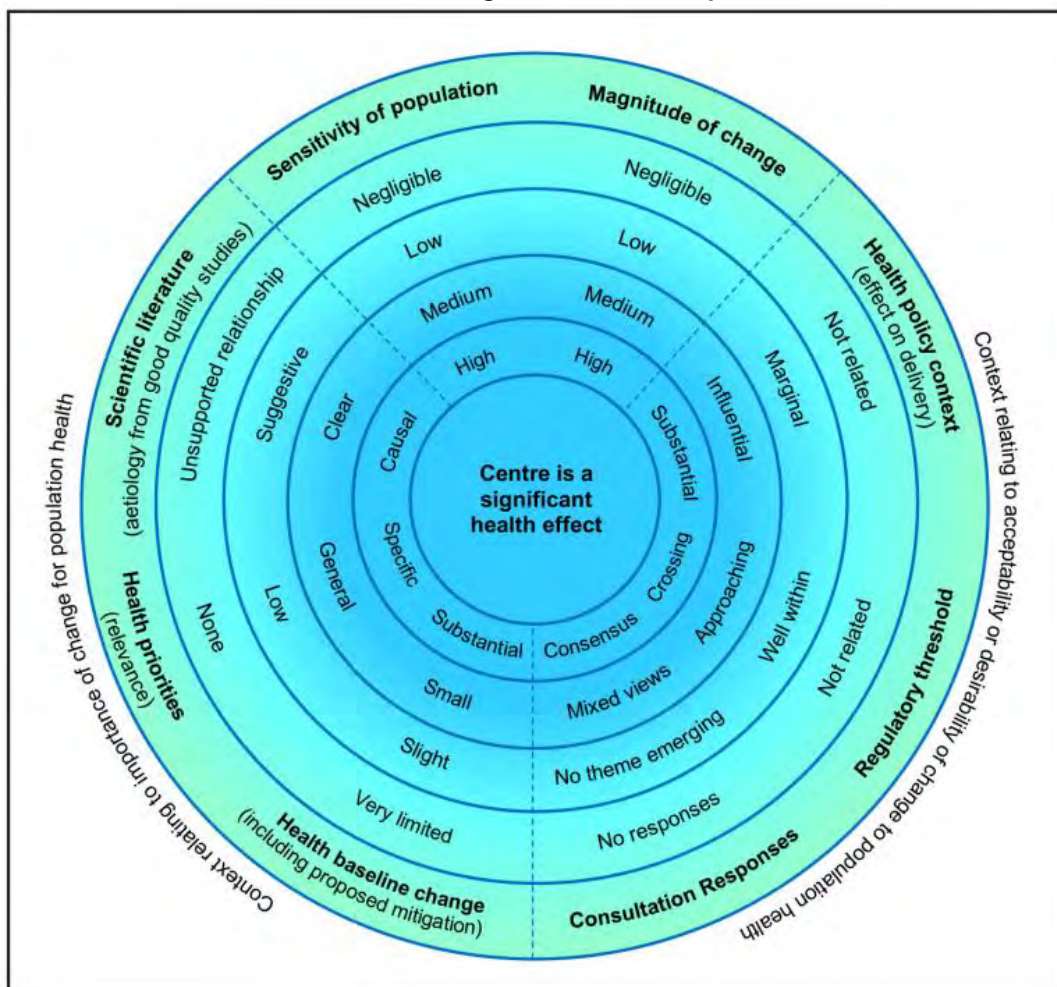 Sensitivity of population
Magnitude of change
Negligible
Negligible
Low
Low
Medium
Medium
High
High
Scientific literature
(aetiology from good quality studies)
Unsupported relationship
Suggestive
Clear
Causal
Health policy context
(effect on delivery)
Not related
Marginal
Influential
Substantial
Centre is a
significant
health effect
Health priorities
(relevance)
None
Low
General
Specific
Regulatory threshold
Not related
Well within
Approaching
Crossing
Health baseline change
(including proposed mitigation)
Very limited
Slight
Small
Substantial
Consultation Responses
No responses
No theme emerging
Mixed views
Consensus
Context relating to importance of change for population health
Context relating to acceptability or desirability of change to population health